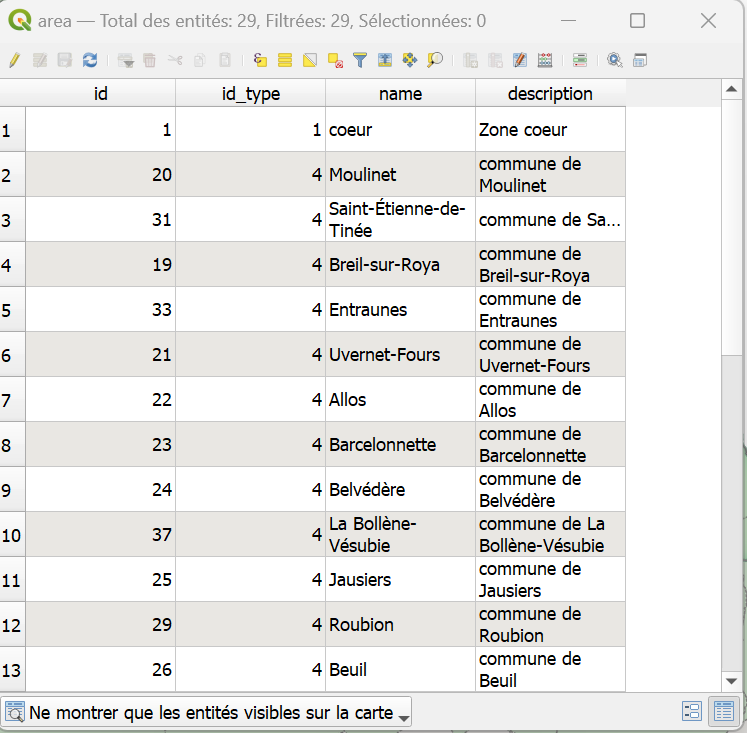 area — Total des entités: 29, Filtrées: 29, Sélectionnées: 0
id id_type name description
1 1 1 coeur Zone coeur
2 20 4 Moulinet commune de
Moulinet
3 31 4 Saint-Étienne-de-
Tinée commune de Sa...
4 19 4 Breil-sur-Roya commune de
Breil-sur-Roya
5 33 4 Entraunes commune de
Entraunes
6 21 4 Uvernet-Fours commune de
Uvernet-Fours
7 22 4 Allos commune de
Allos
8 23 4 Barcelonnette commune de
Barcelonnette
9 24 4 Belvédère commune de
Belvédère
10 37 4 La Bollène-
Vésubie commune de La
Bollène-Vésubie
11 25 4 Jausiers commune de
Jausiers
12 29 4 Roubion commune de
Roubion
13 26 4 Beuil commune de
Beuil
Ne montrer que les entités visibles sur la carte